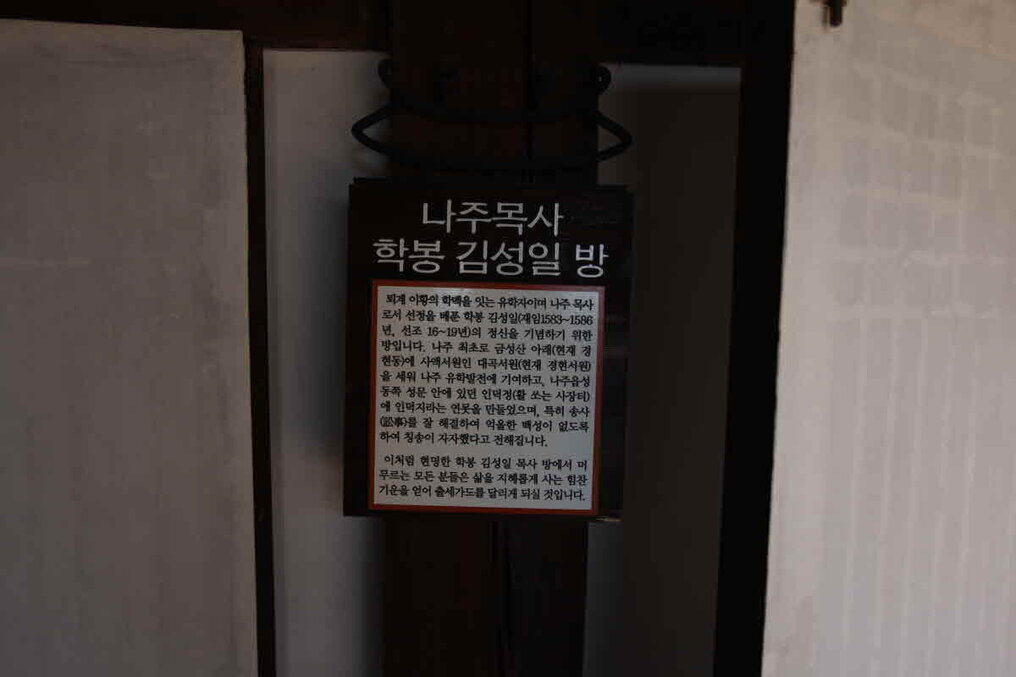 나주목사
학봉 김성일 방
퇴계 이황의 학맥을 잇는 유학자이며 나주 목사
로서 선정을 베푼 학봉 김성일(재임1583~1586
년, 선조 16~19년)의 정신을 기념하기 위한
방입니다. 나주 최초로 금성산 아래(현재 경
현동)에 사액서원인 대곡서원(현재 경현서원)
을 세워 나주 유학발전에 기여하고, 나주읍성
동쪽 성문 안에 있던 인덕정(활 쏘는 사장터)
에 인덕지라는 연못을 만들었으며, 특히 송사
(訟事)를 잘 해결하여 억울한 백성이 없도록
하여 칭송이 자자했다고 전해집니다.
이처럼 현명한 학봉 김성일 목사 방에서 머
무르는 모든 분들은 삶을 지혜롭게 사는 힘찬
기운을 얻어 출세가도를 달리게 되실 것입니다.